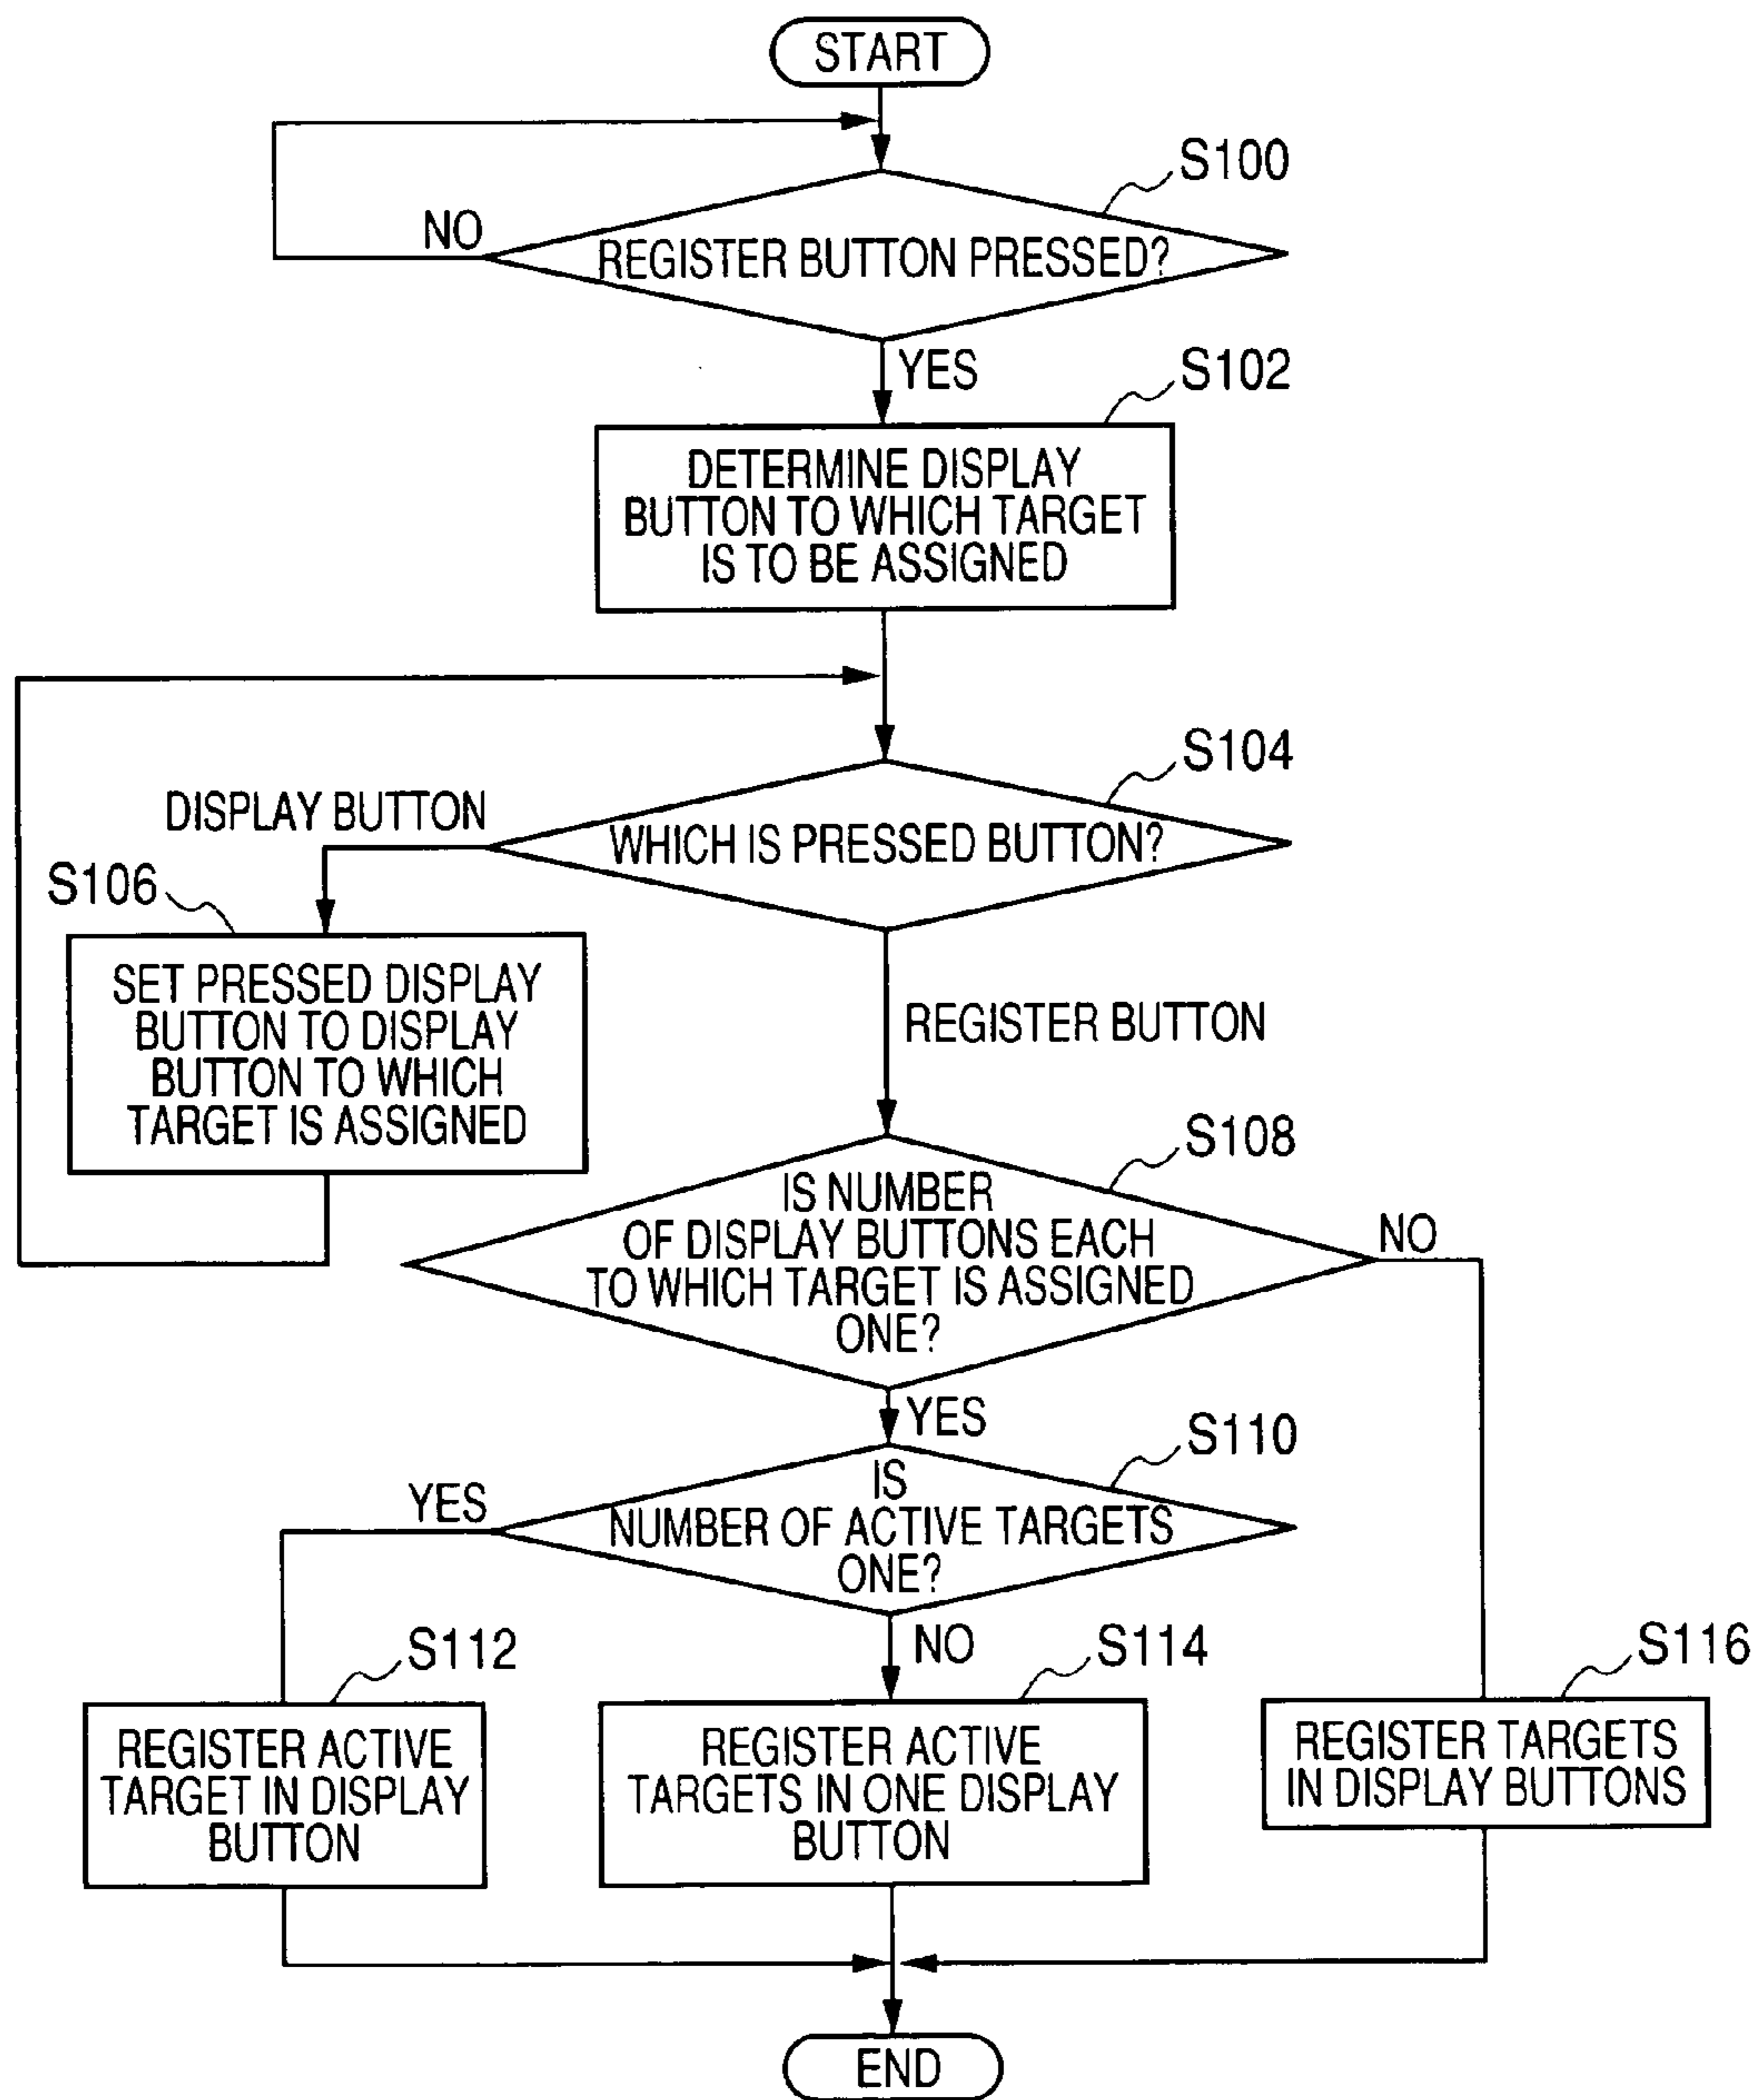 START
S100
NO
REGISTER BUTTON PRESSED?
YES
S102
DETERMINE DISPLAY
BUTTON TO WHICH TARGET
IS TO BE ASSIGNED
S104
DISPLAY BUTTON
WHICH IS PRESSED BUTTON?
S106
SET PRESSED DISPLAY
BUTTON TO DISPLAY
BUTTON TO WHICH
TARGET IS ASSIGNED
REGISTER BUTTON
S108
IS NUMBER
OF DISPLAY BUTTONS EACH
TO WHICH TARGET IS ASSIGNED
ONE?
NO
YES
S110
YES
IS
NUMBER OF ACTIVE TARGETS
ONE?
NO
S112
S114
S116
REGISTER ACTIVE
TARGET IN DISPLAY
BUTTON
REGISTER ACTIVE
TARGETS IN ONE DISPLAY
BUTTON
REGISTER TARGETS
IN DISPLAY BUTTONS
END